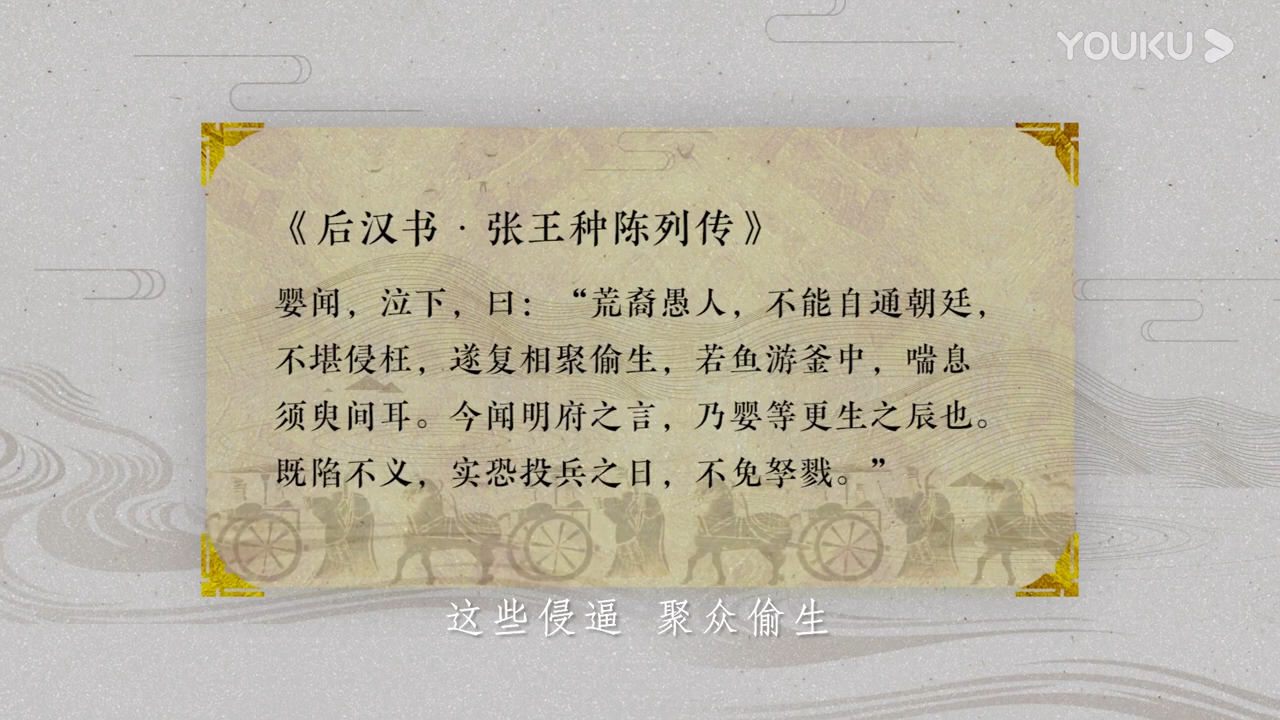 YOUKU
《后汉书·张王种陈列传》
婴闻，泣下，曰：“荒裔愚人，不能自通朝廷，
不堪侵枉，遂复相聚偷生，若鱼游釜中，喘息
须臾间耳。今闻明府之言，乃婴等更生之辰也。
既陷不义，实恐投兵之日，不免孥戮。”
这些侵逼 聚众偷生